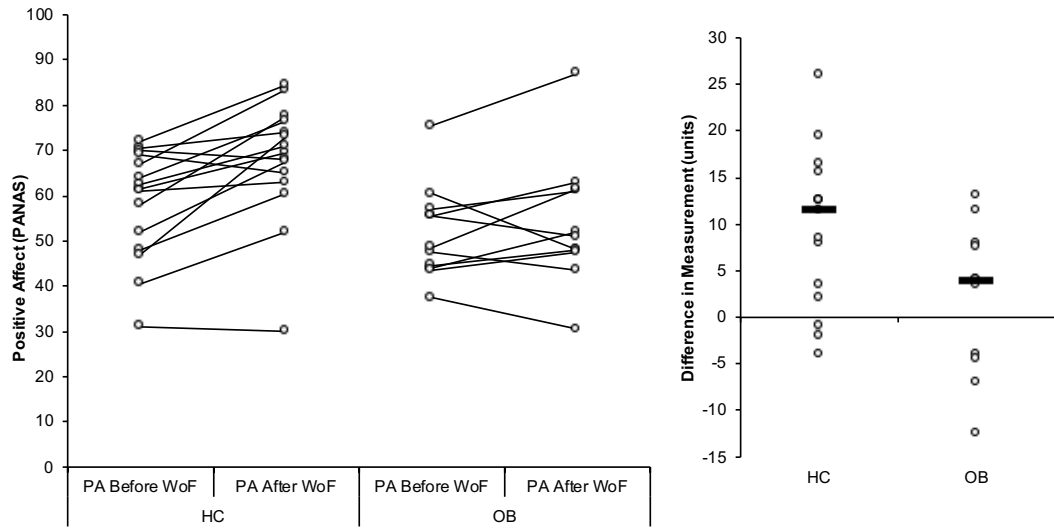 Positive Affect (PANAS)
100
90
80
70
60
50
40
30
20
10
0
PA Before WoF
PA After WoF
PA Before WoF
PA After WoF
HC
OB
Difference in Measurement (units)
30
25
20
15
10
5
0
-5
-10
-15
HC
OB